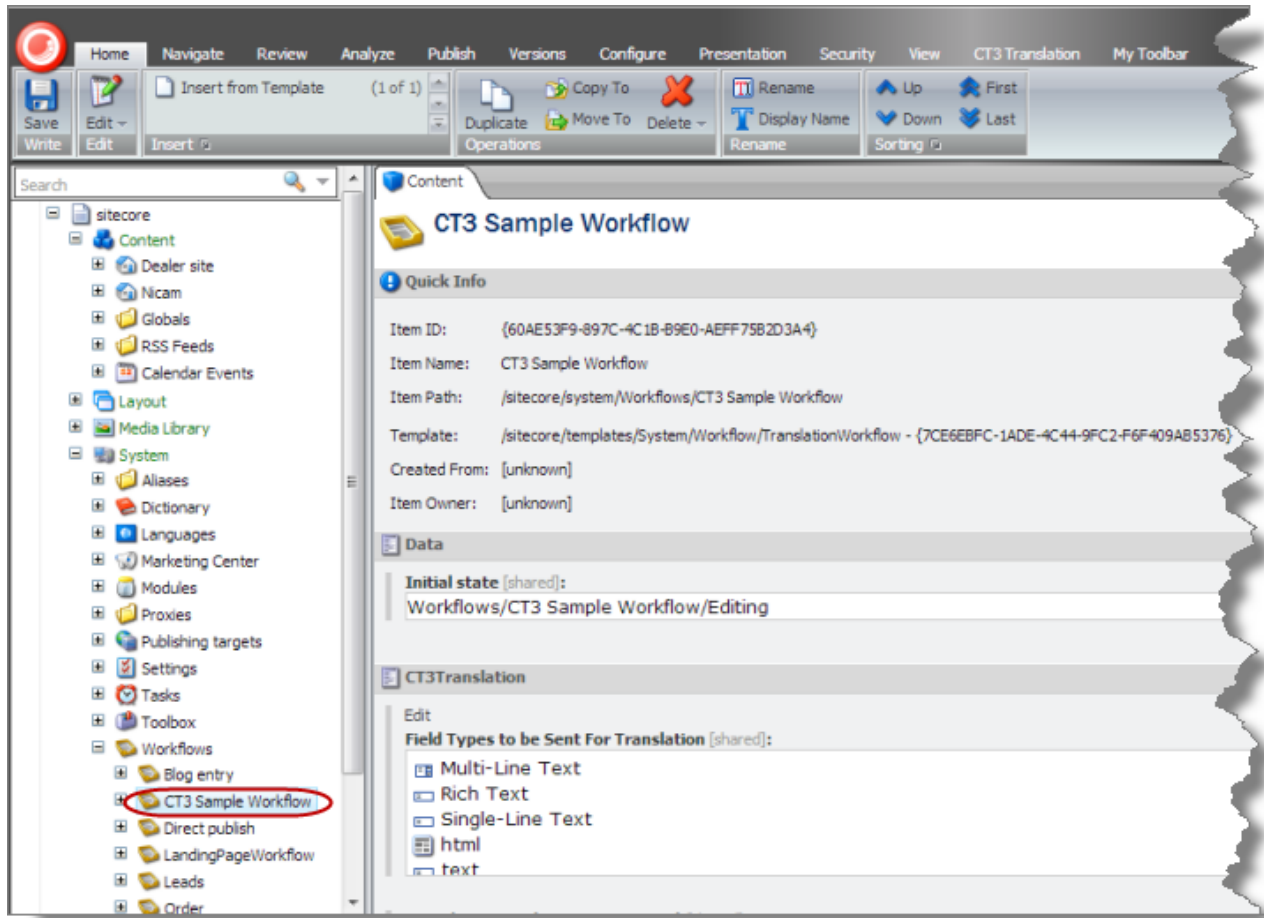 Home Navigate Review Analyze Publish Versions Configure Presentation Security View CT3 Translation My Toolbar
Insert from Template (1 of 1)
Save Edit
Duplicate Copy To Move To Delete
Rename Display Name
Up First
Down Last
Write Edit Insert Operations Rename Sorting
Search
sitecore
Content
Dealer site
Nicam
Globals
RSS Feeds
Calendar Events
Layout
Media Library
System
Aliases
Dictionary
Languages
Marketing Center
Modules
Proxies
Publishing targets
Settings
Tasks
Toolbox
Workflows
Blog entry
CT3 Sample Workflow
Direct publish
LandingPageWorkflow
Leads
Order
Content
CT3 Sample Workflow
Quick Info
Item ID: {60AE53F9-897C-4C1B-B9E0-AEFF75B2D3A4}
Item Name: CT3 Sample Workflow
Item Path: /sitecore/system/Workflows/CT3 Sample Workflow
Template: /sitecore/templates/System/Workflow/TranslationWorkflow - {7CE6EBFC-1ADE-4C44-9FC2-F6F409AB5376}
Created From: [unknown]
Item Owner: [unknown]
Data
Initial state [shared]:
Workflows/CT3 Sample Workflow/Editing
CT3Translation
Edit
Field Types to be Sent For Translation [shared]:
Multi-Line Text
Rich Text
Single-Line Text
html
text